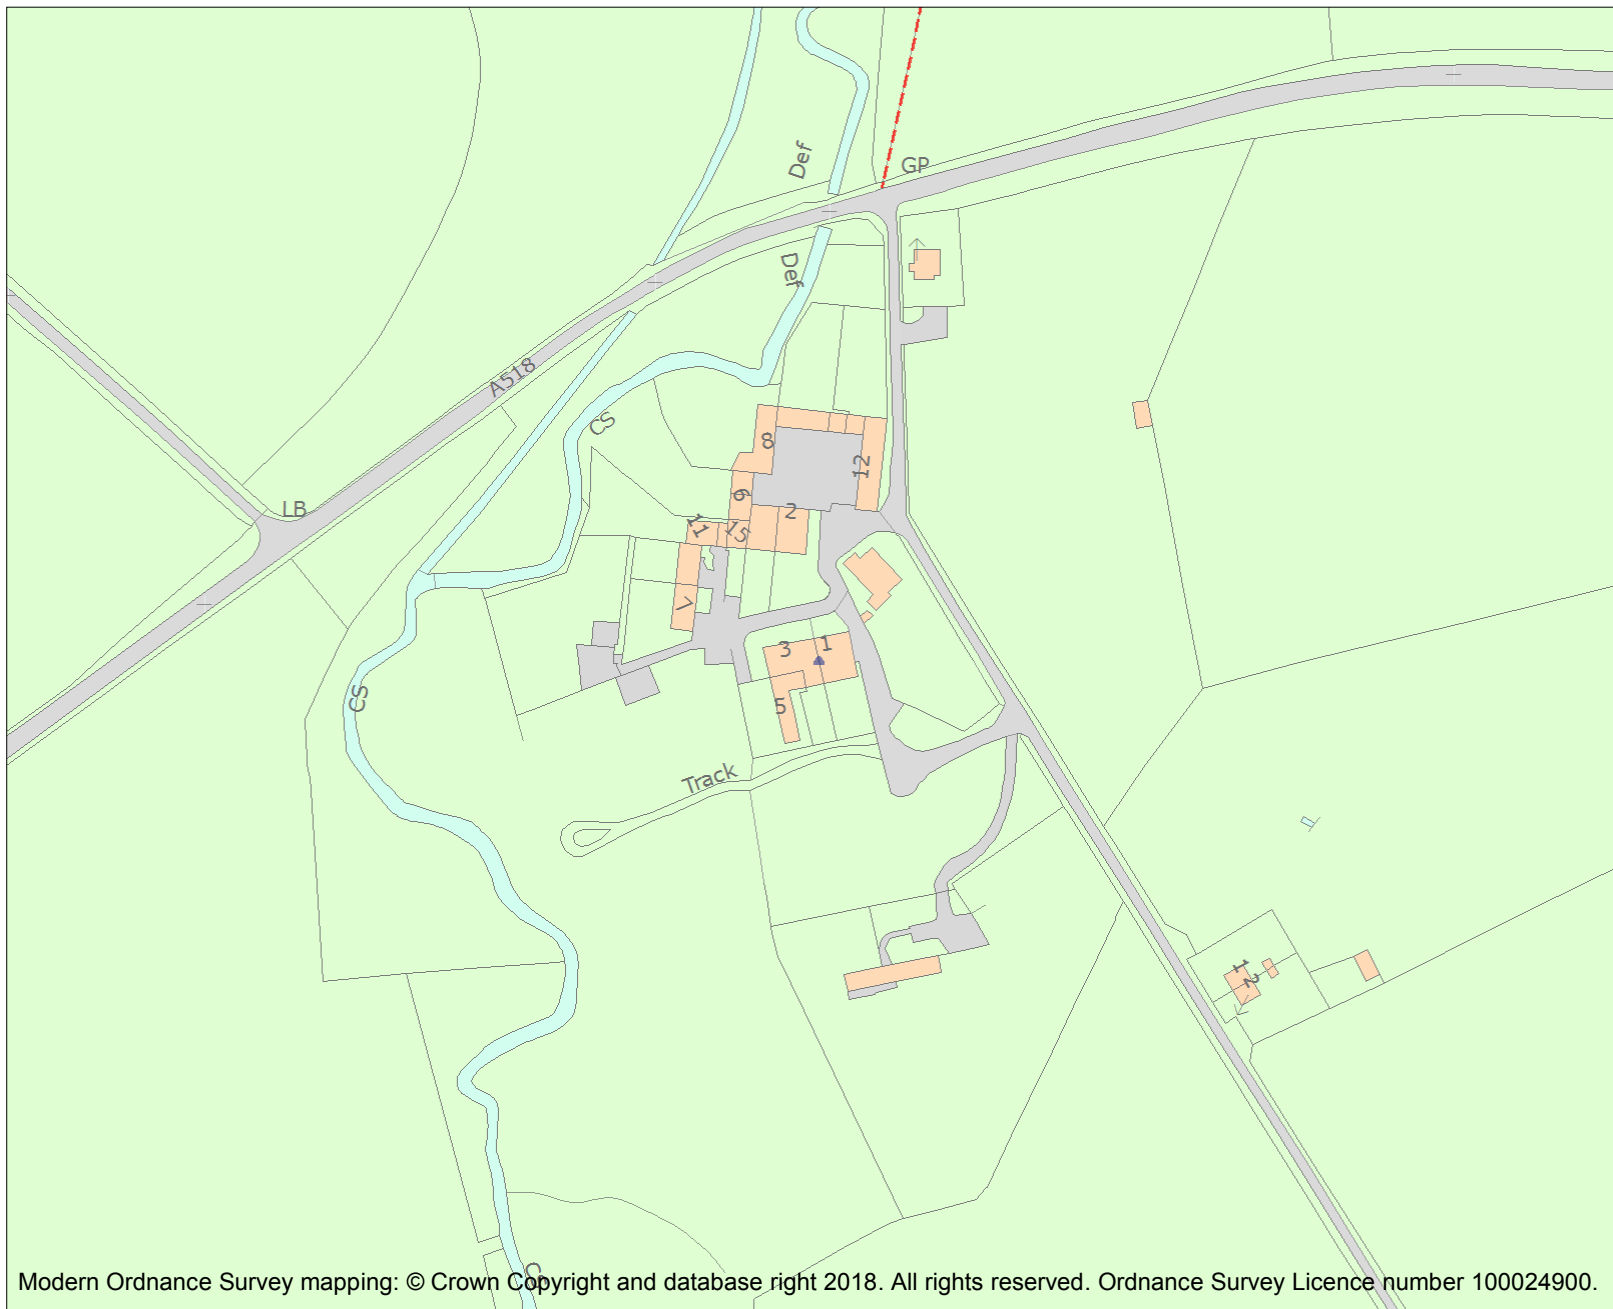 Def
GP
Def
A518
CS
8
12
LB
6
2
11
15
7
3
1
5
CS
Track
1
2
CS
Modern Ordnance Survey mapping: © Crown Copyright and database right 2018. All rights reserved. Ordnance Survey Licence number 100024900.